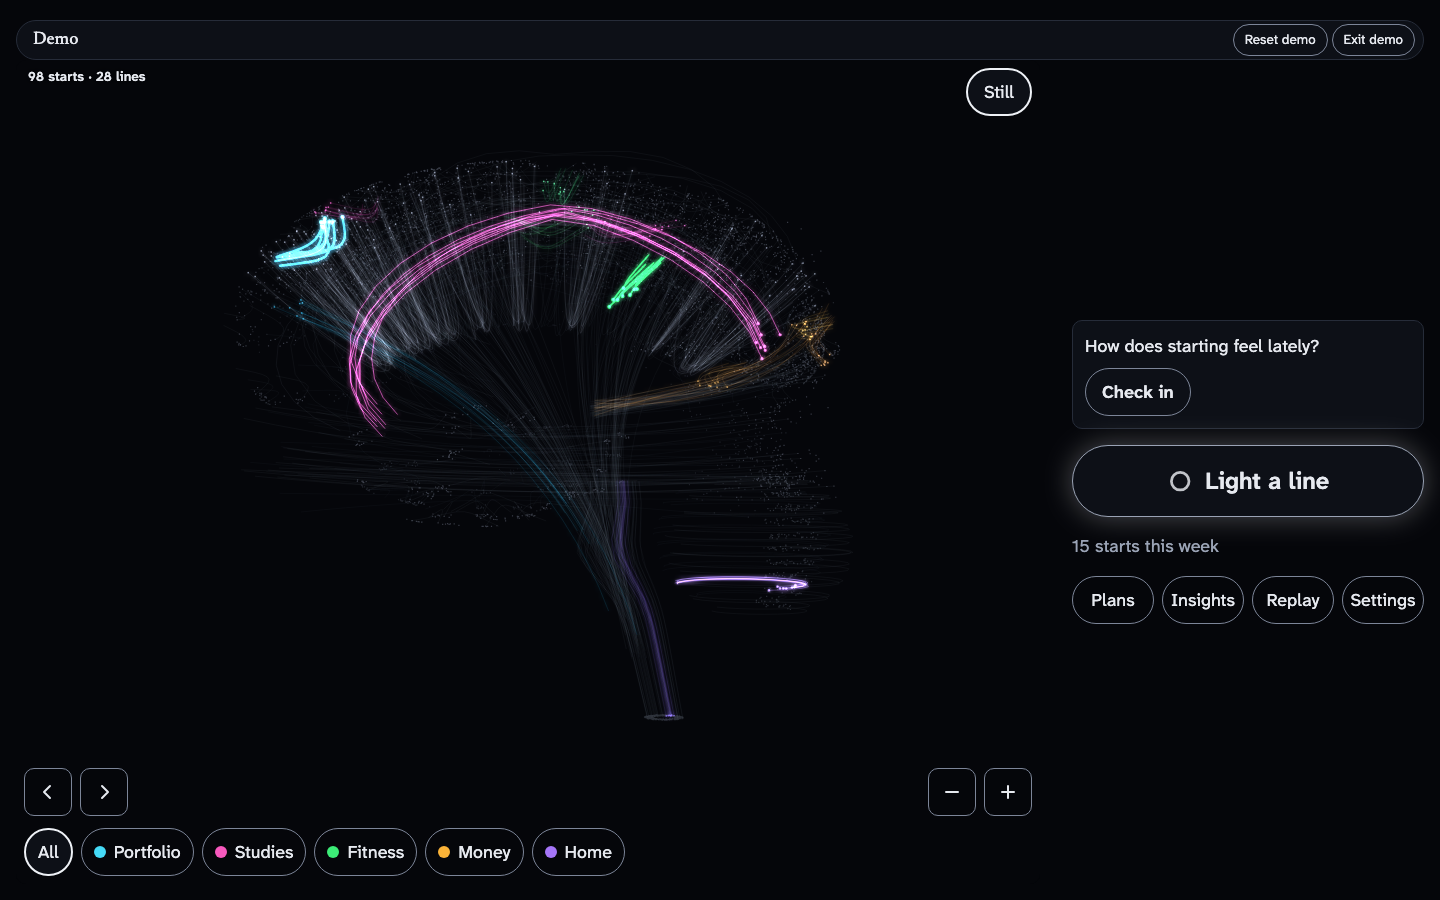 Demo
Reset demo
Exit demo
98 starts · 28 lines
Still
How does starting feel lately?
Check in
Light a line
15 starts this week
Plans
Insights
Replay
Settings
All
Portfolio
Studies
Fitness
Money
Home